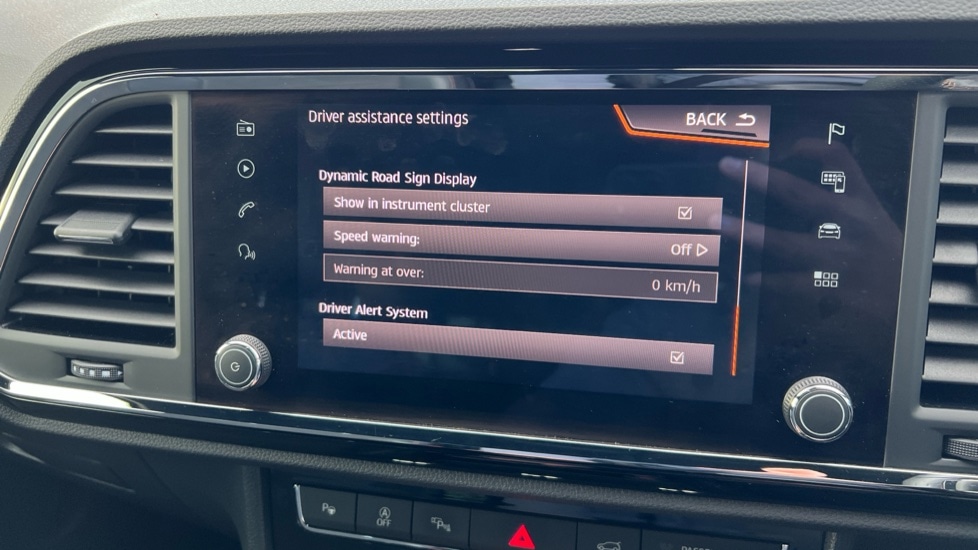 Driver assistance settings
BACK
Dynamic Road Sign Display
Show in instrument cluster
Speed warning:
Off
Warning at over:
0 km/h
Driver Alert System
Active
P
A
OFF
P